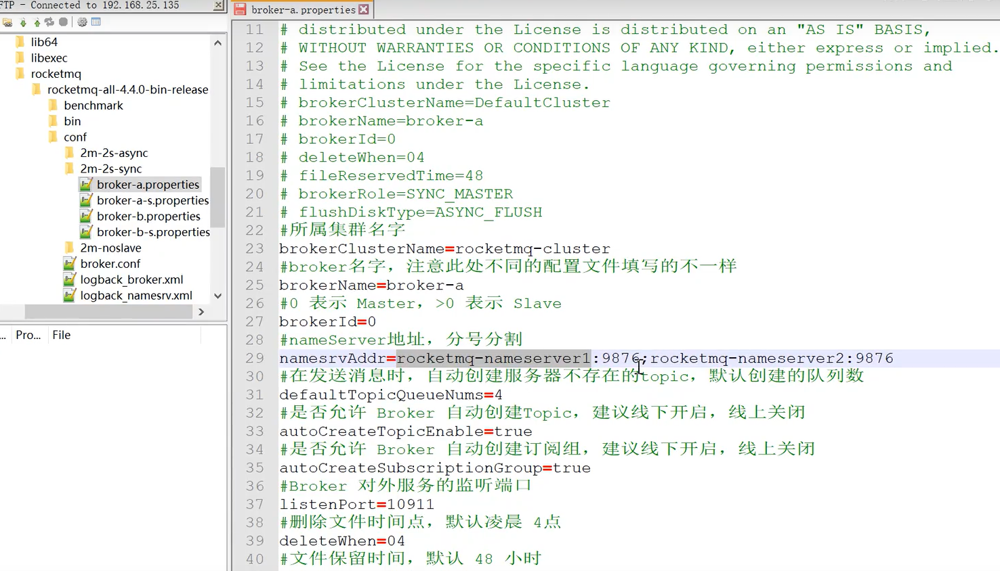 FTP - Connected to 192.168.25.135
lib64
libexec
rocketmq
rocketmq-all-4.4.0-bin-release
benchmark
bin
conf
2m-2s-async
2m-2s-sync
broker-a.properties
broker-a-s.properties
broker-b.properties
broker-b-s.properties
2m-noslave
broker.conf
logback_broker.xml
logback_namesrv.xml
... Pro... File
broker-a.properties
11 # distributed under the License is distributed on an "AS IS" BASIS,
12 # WITHOUT WARRANTIES OR CONDITIONS OF ANY KIND, either express or implied.
13 # See the License for the specific language governing permissions and
14 # limitations under the License.
15 # brokerClusterName=DefaultCluster
16 # brokerName=broker-a
17 # brokerId=0
18 # deleteWhen=04
19 # fileReservedTime=48
20 # brokerRole=SYNC_MASTER
21 # flushDiskType=ASYNC_FLUSH
22 #所属集群名字
23 brokerClusterName=rocketmq-cluster
24 #broker名字，注意此处不同的配置文件填写的不一样
25 brokerName=broker-a
26 #0 表示 Master，>0 表示 Slave
27 brokerId=0
28 #nameServer地址，分号分割
29 namesrvAddr=rocketmq-nameserver1:9876;rocketmq-nameserver2:9876
30 #在发送消息时，自动创建服务器不存在的topic，默认创建的队列数
31 defaultTopicQueueNums=4
32 #是否允许 Broker 自动创建Topic，建议线下开启，线上关闭
33 autoCreateTopicEnable=true
34 #是否允许 Broker 自动创建订阅组，建议线下开启，线上关闭
35 autoCreateSubscriptionGroup=true
36 #Broker 对外服务的监听端口
37 listenPort=10911
38 #删除文件时间点，默认凌晨 4点
39 deleteWhen=04
40 #文件保留时间，默认 48 小时